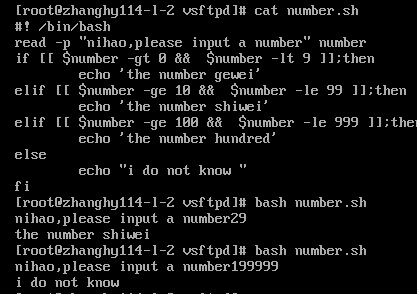 [root@zhanghy114-l-2 vsftpd]# cat number.sh
#! /bin/bash
read -p "nihao,please input a number" number
if [[ $number -gt 0 &&  $number -lt 9 ]];then
        echo 'the number gewei'
elif [[ $number -ge 10 &&  $number -le 99 ]];then
        echo 'the number shiwei'
elif [[ $number -ge 100 &&  $number -le 999 ]];then
        echo 'the number hundred'
else
        echo "i do not know "
fi
[root@zhanghy114-l-2 vsftpd]# bash number.sh
nihao,please input a number29
the number shiwei
[root@zhanghy114-l-2 vsftpd]# bash number.sh
nihao,please input a number199999
i do not know